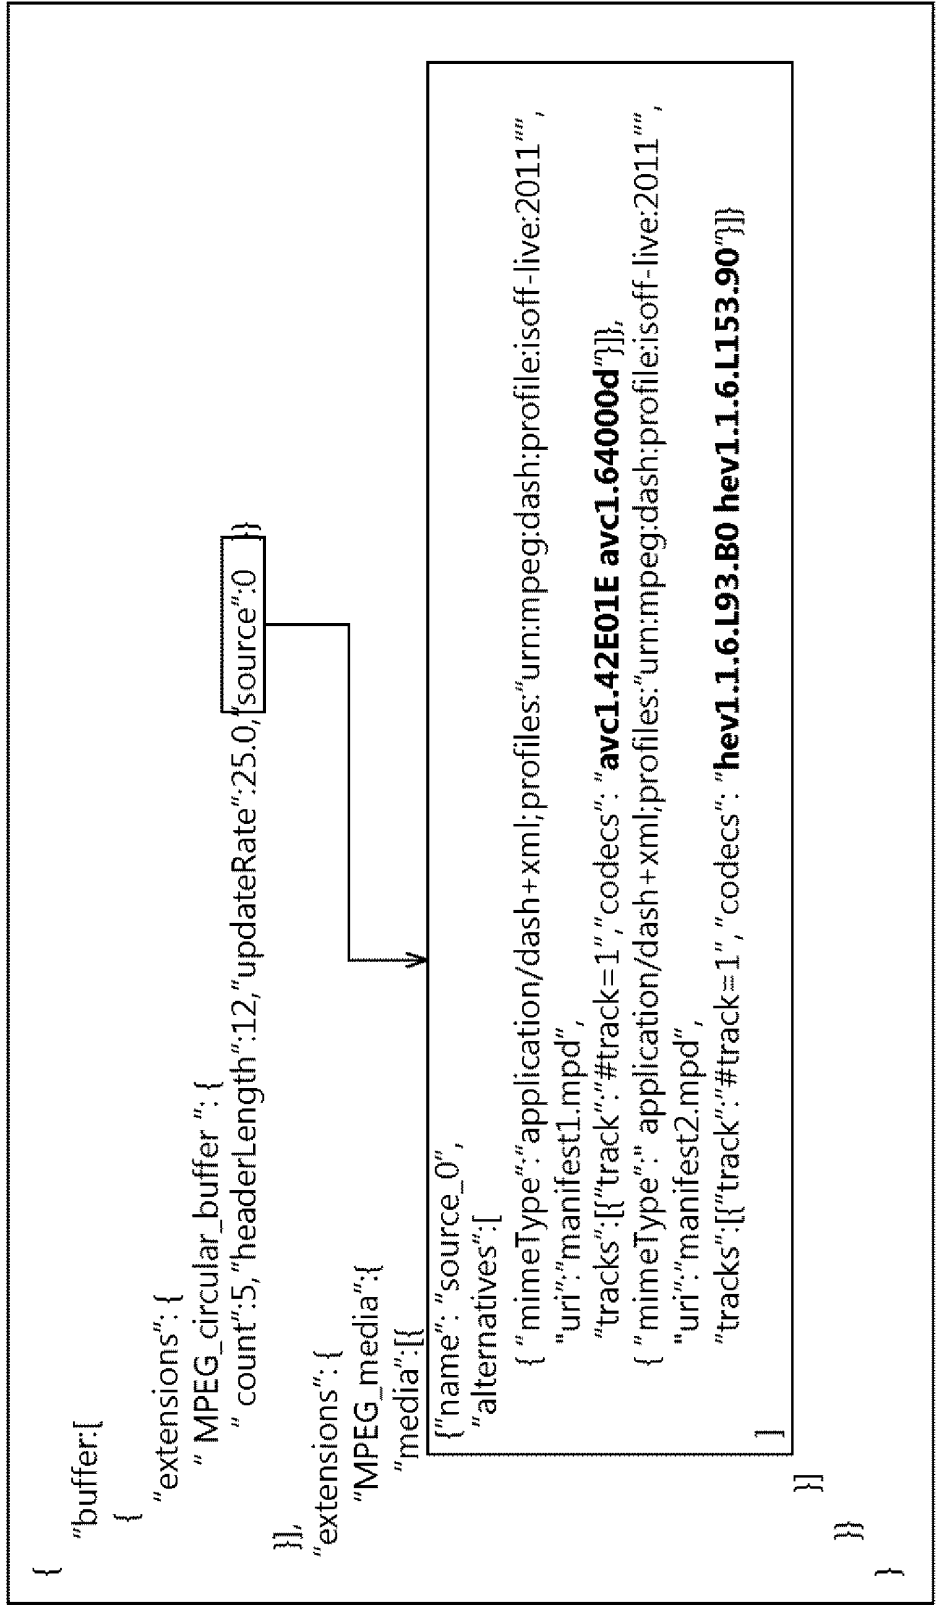 {
"buffer:[
{
"extensions": {
" MPEG_circular_buffer ": {
" count":5,"headerLength":12,"updateRate":25.0,"source":0 }}
}],
"extensions": {
"MPEG_media":{
"media":[{
{"name": "source_0",
"alternatives":[
{ "mimeType":"application/dash+xml;profiles:"urn:mpeg:dash:profile:isoff-live:2011"",
"uri":"manifest1.mpd",
"tracks":[{"track":"#track=1","codecs": "avc1.42E01E avc1.64000d"}]},
{ "mimeType":" application/dash+xml;profiles:"urn:mpeg:dash:profile:isoff-live:2011"",
"uri":"manifest2.mpd",
"tracks":[{"track":"#track=1","codecs": "hev1.1.6.L93.B0 hev1.1.6.L153.90"}]}
]
}]
}}
}